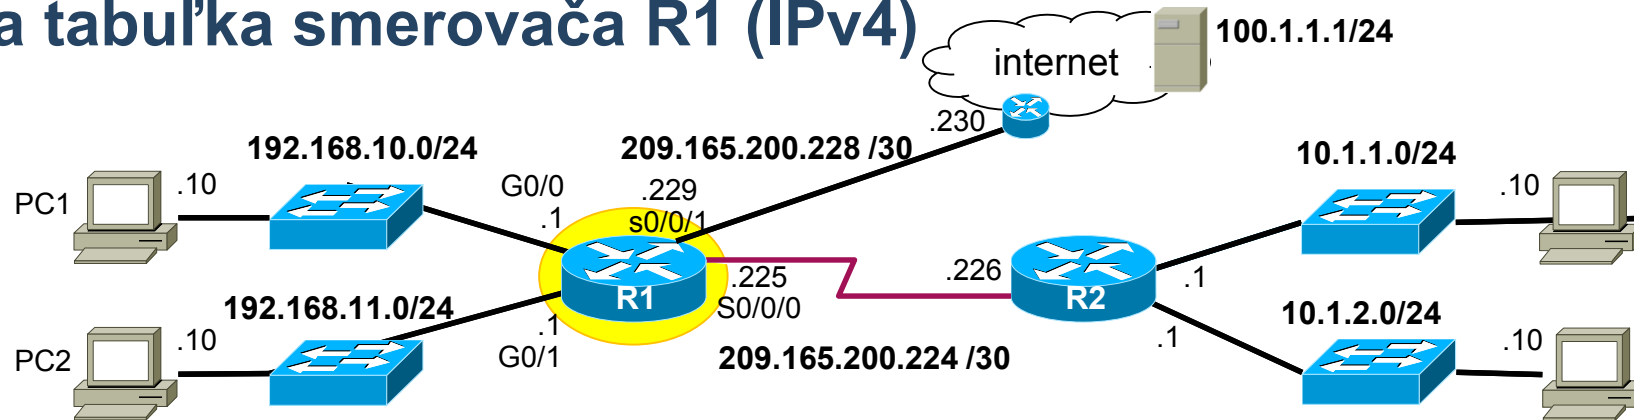 a tabuľka smerovača R1 (IPv4)
internet
100.1.1.1/24
.230
192.168.10.0/24
209.165.200.228 /30
10.1.1.0/24
PC1
.10
G0/0
.1
.229
s0/0/1
.10
.225
S0/0/0
.226
R1
R2
.1
192.168.11.0/24
.1
G0/1
10.1.2.0/24
.1
PC2
.10
209.165.200.224 /30
.10